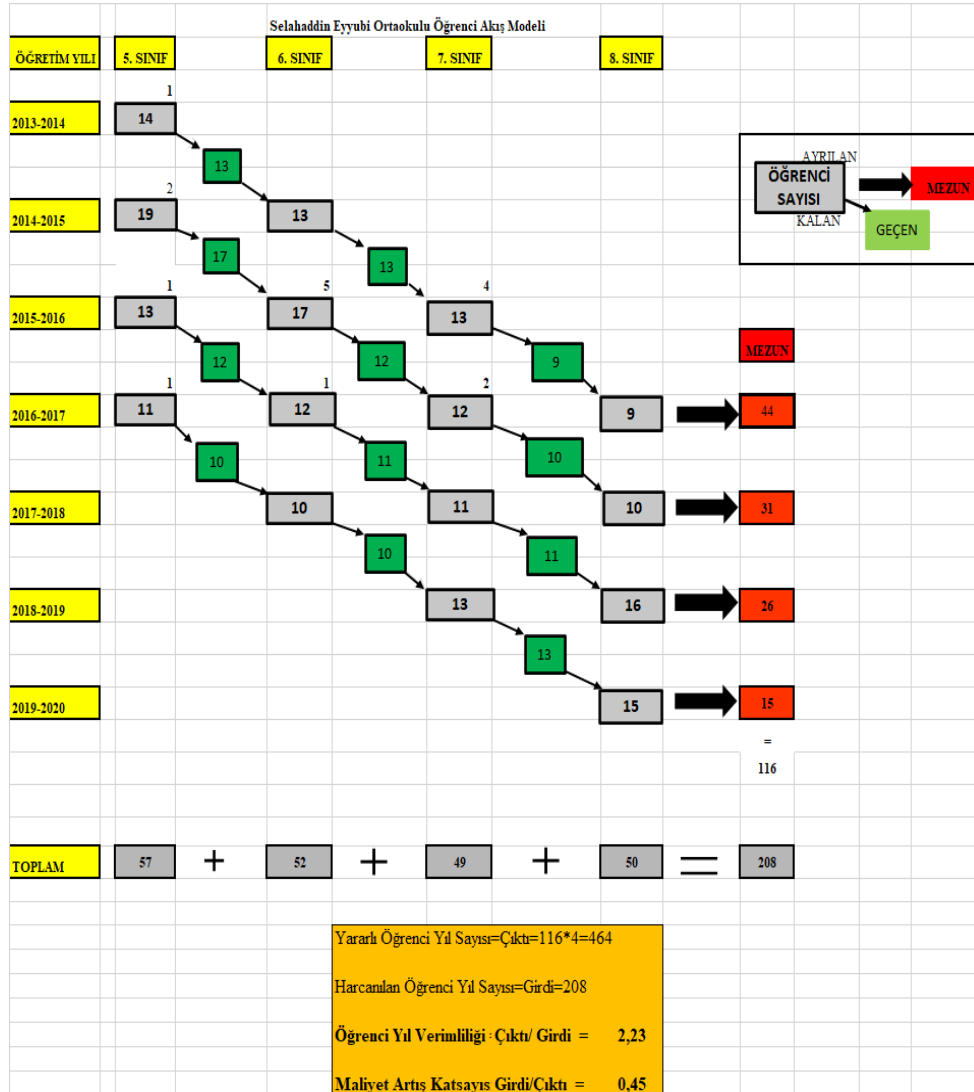 Selahaddin Eyyubi Ortaokulu Öğrenci Akış Modeli
ÖĞRETİM YILI 5. SINIF 6. SINIF 7. SINIF 8. SINIF
1
2013-2014 14
13
AYRILAN
ÖĞRENCİ SAYISI
MEZUN
KALAN
GEÇEN
2
2014-2015 19 13
17 13
1 5 4
2015-2016 13 17 13
MEZUN
12 12 9
1 1 2
2016-2017 11 12 12 9 44
10 11 10
2017-2018 10 11 10 31
10 11
2018-2019 13 16 26
13
2019-2020 15 15
=
116
TOPLAM 57 + 52 + 49 + 50 = 208
Yararlı Öğrenci Yıl Sayısı=Çıktı=116*4=464
Harcanılan Öğrenci Yıl Sayısı=Girdi=208
Öğrenci Yıl Verimliliği : Çıktı/ Girdi = 2,23
Maliyet Artış Katsayıs Girdi/Çıktı = 0,45